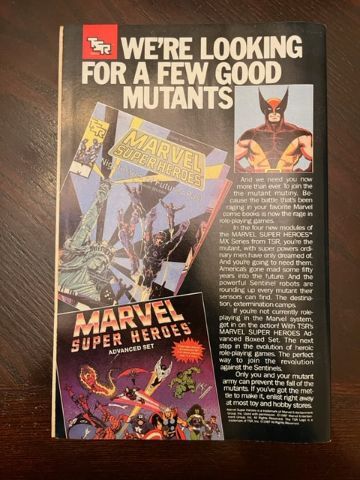 TSR
WE'RE LOOKING
FOR A FEW GOOD
MUTANTS
TSR
MARVEL
SUPER HEROES
MARVEL
SUPER HEROES
ADVANCED SET
And we need you now
more than ever. To join the
the mutant mutiny. Be-
cause the battle that's been
raging in your favorite Marvel
comic books is now the rage in
role-playing games.
In the four new modules of
the MARVEL SUPER HEROES™
MX Series from TSR, you're the
mutant, with super powers ordi-
nary men have only dreamed of.
And you're going to need them.
America's gone mad some fifty
years into the future. And the
powerful Sentinel robots are
rounding up every mutant their
sensors can find. The destina-
tion, extermination camps.
If you're not currently role-
playing in the Marvel system,
get in on the action! With TSR's
MARVEL SUPER HEROES Ad-
vanced Boxed Set. The next
step in the evolution of heroic
role-playing games. The perfect
way to join the revolution
against the Sentinels.
Only you and your mutant
army can prevent the fall of the
mutants. If you've got the met-
tle to make it, enlist right away
at most toy and hobby stores.